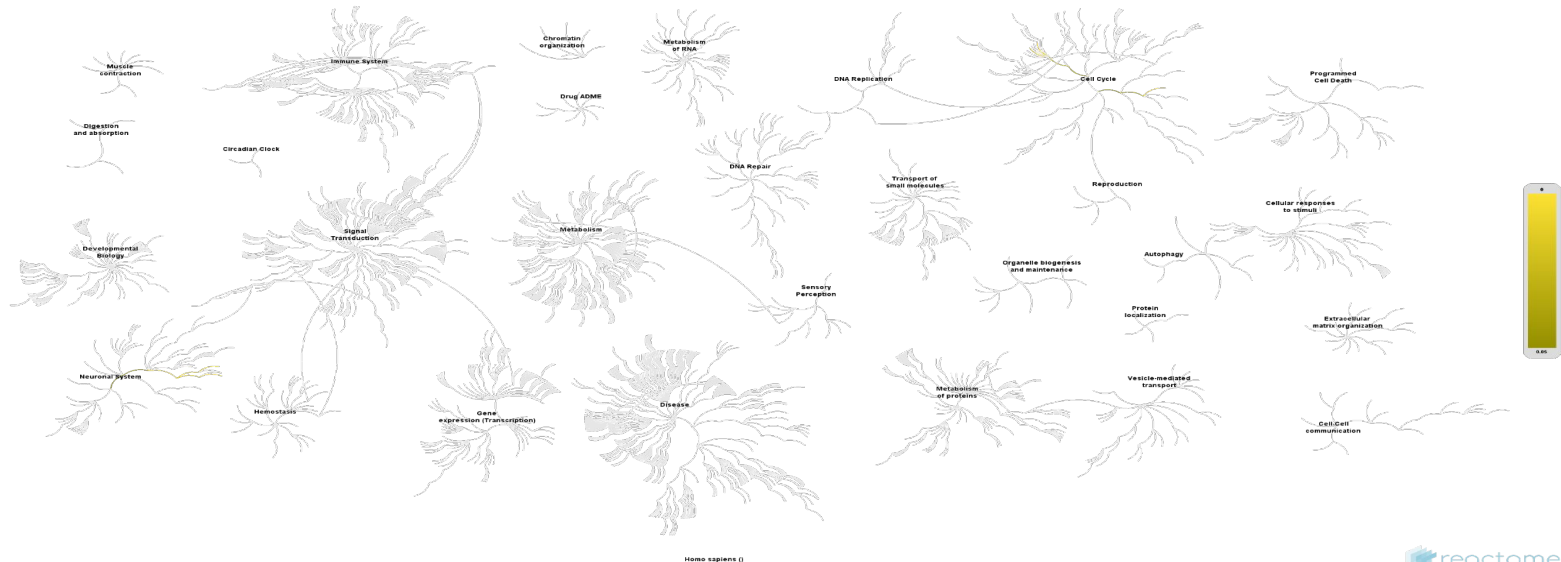 Muscle
contraction
Immune System
Chromatin
organization
Metabolism
of RNA
DNA Replication
Cell Cycle
Programmed
Cell Death
Drug ADME
Digestion
and absorption
Circadian Clock
DNA Repair
Transport of
small molecules
Reproduction
Cellular responses
to stimuli
Signal
Transduction
Metabolism
Developmental
Biology
Organelle biogenesis
and maintenance
Autophagy
Sensory
Perception
Protein
localization
Extracellular
matrix organization
0
0.05
Neuronal System
Hemostasis
Gene
expression (Transcription)
Disease
Metabolism
of proteins
Vesicle-mediated
transport
Cell-Cell
communication
Homo sapiens ()
reactome